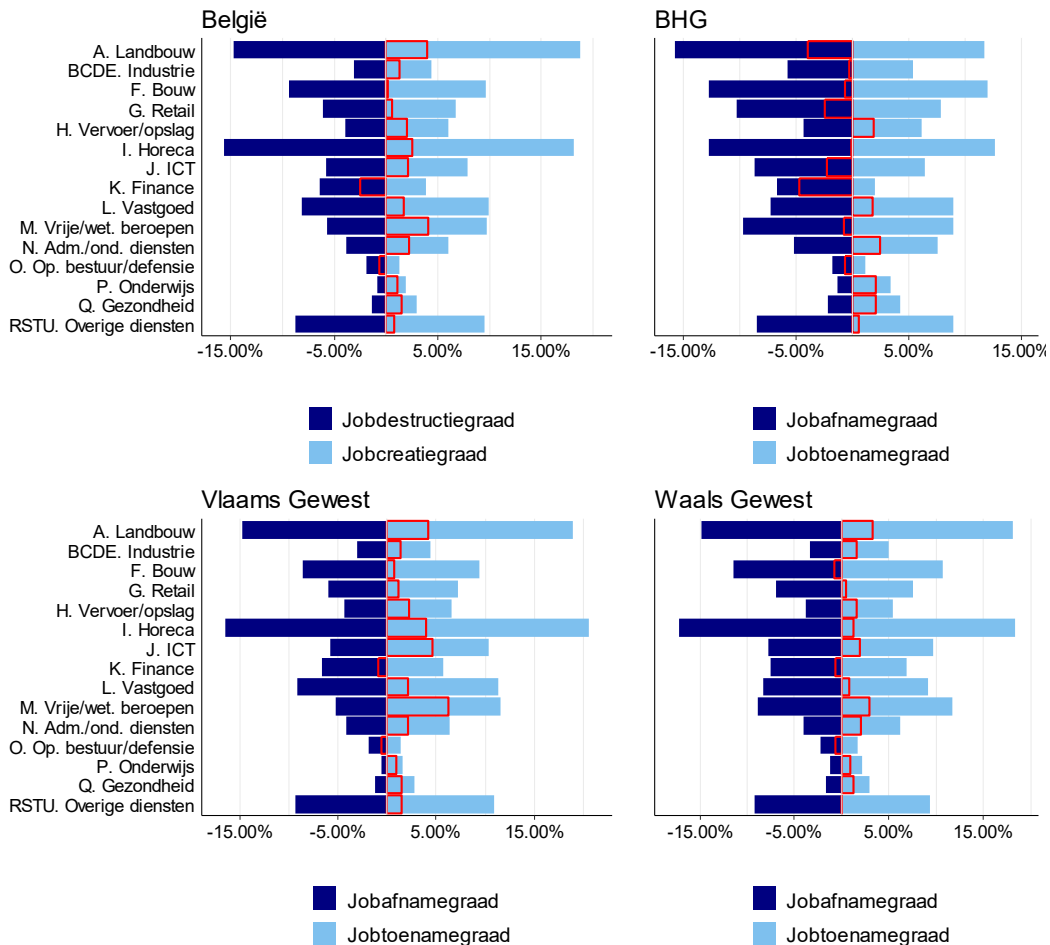 België
BHG
A. Landbouw
BCDE. Industrie
F. Bouw
G. Retail
H. Vervoer/opslag
I. Horeca
J. ICT
K. Finance
L. Vastgoed
M. Vrije/wet. beroepen
N. Adm./ond. diensten
O. Op. bestuur/defensie
P. Onderwijs
Q. Gezondheid
RSTU. Overige diensten
-15.00% -5.00% 5.00% 15.00%
-15.00% -5.00% 5.00% 15.00%
Jobdestructiegraad
Jobcreatiegraad
Jobafnamegraad
Jobtoenamegraad
Vlaams Gewest
Waals Gewest
A. Landbouw
BCDE. Industrie
F. Bouw
G. Retail
H. Vervoer/opslag
I. Horeca
J. ICT
K. Finance
L. Vastgoed
M. Vrije/wet. beroepen
N. Adm./ond. diensten
O. Op. bestuur/defensie
P. Onderwijs
Q. Gezondheid
RSTU. Overige diensten
-15.00% -5.00% 5.00% 15.00%
-15.00% -5.00% 5.00% 15.00%
Jobafnamegraad
Jobtoenamegraad
Jobafnamegraad
Jobtoenamegraad